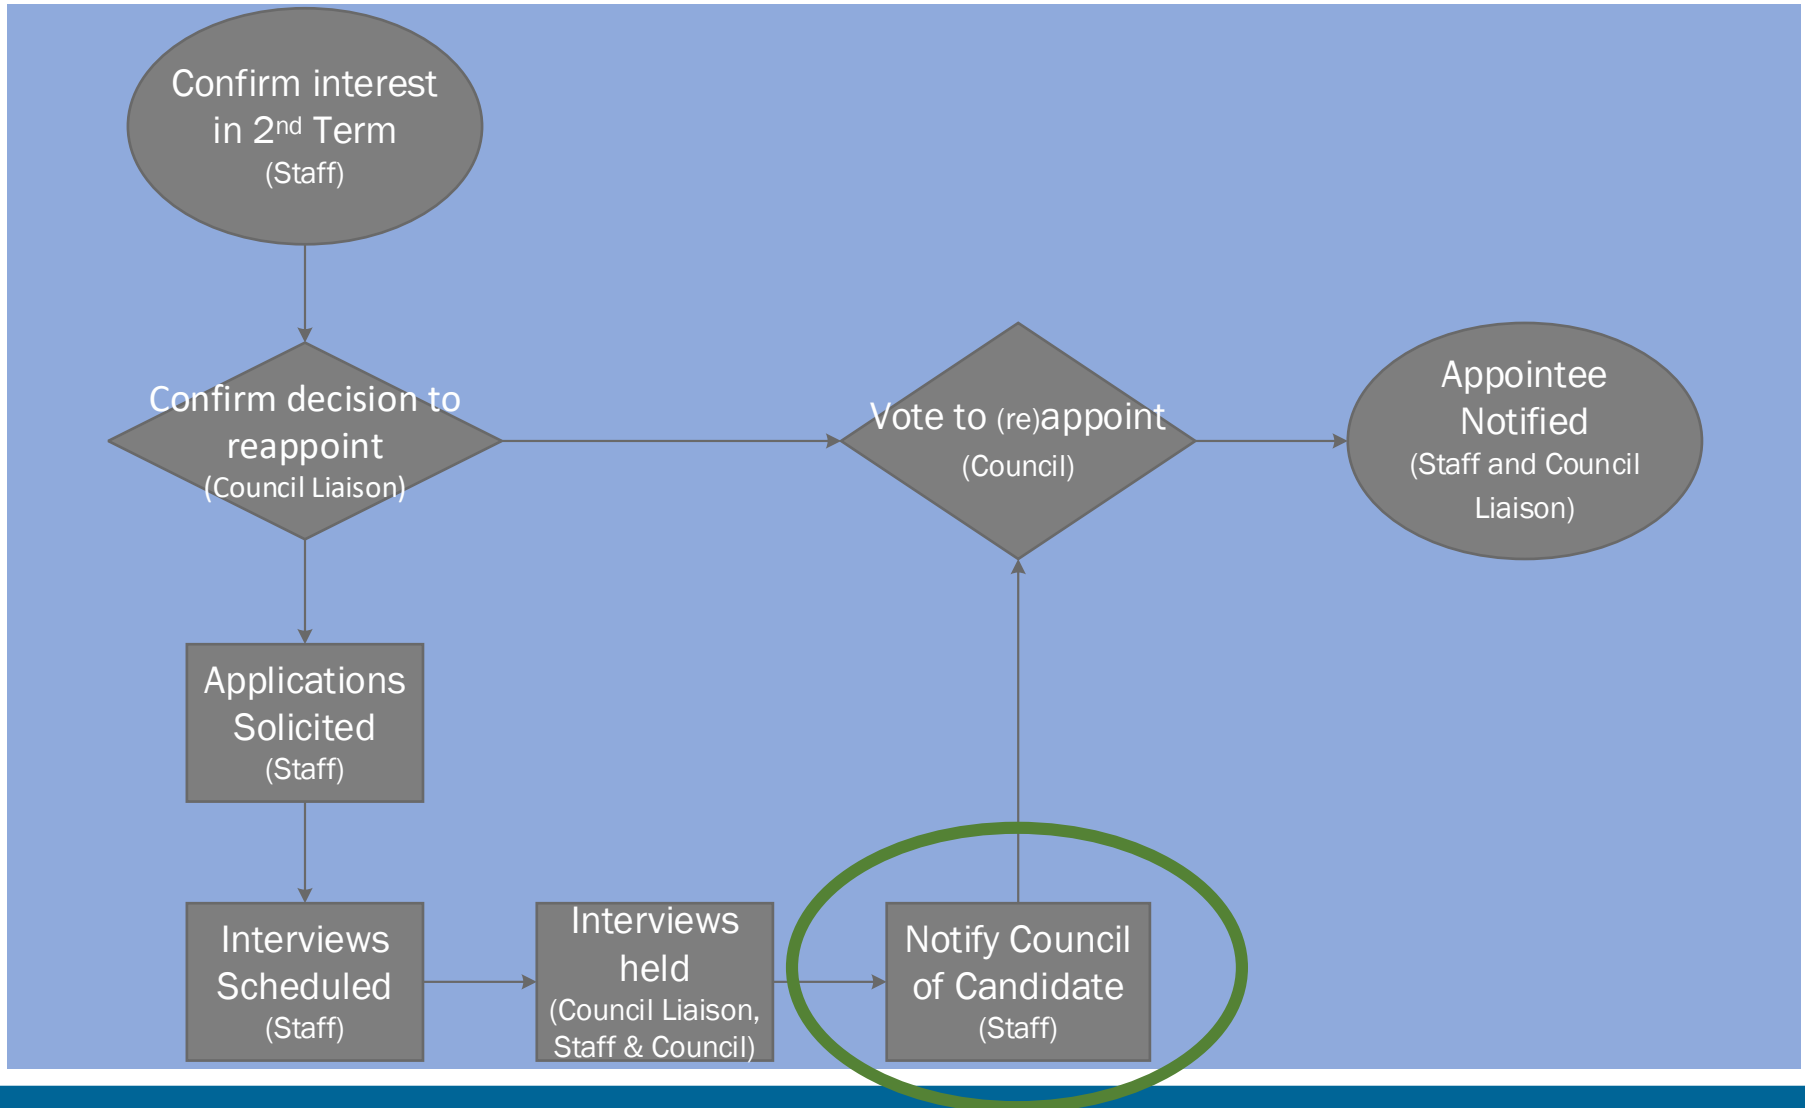 Confirm interest
in 2nd Term
(Staff)
Confirm decision to
reappoint
(Council Liaison)
Vote to (re)appoint
(Council)
Appointee
Notified
(Staff and Council
Liaison)
Applications
Solicited
(Staff)
Interviews
Scheduled
(Staff)
Interviews
held
(Council Liaison,
Staff & Council)
Notify Council
of Candidate
(Staff)